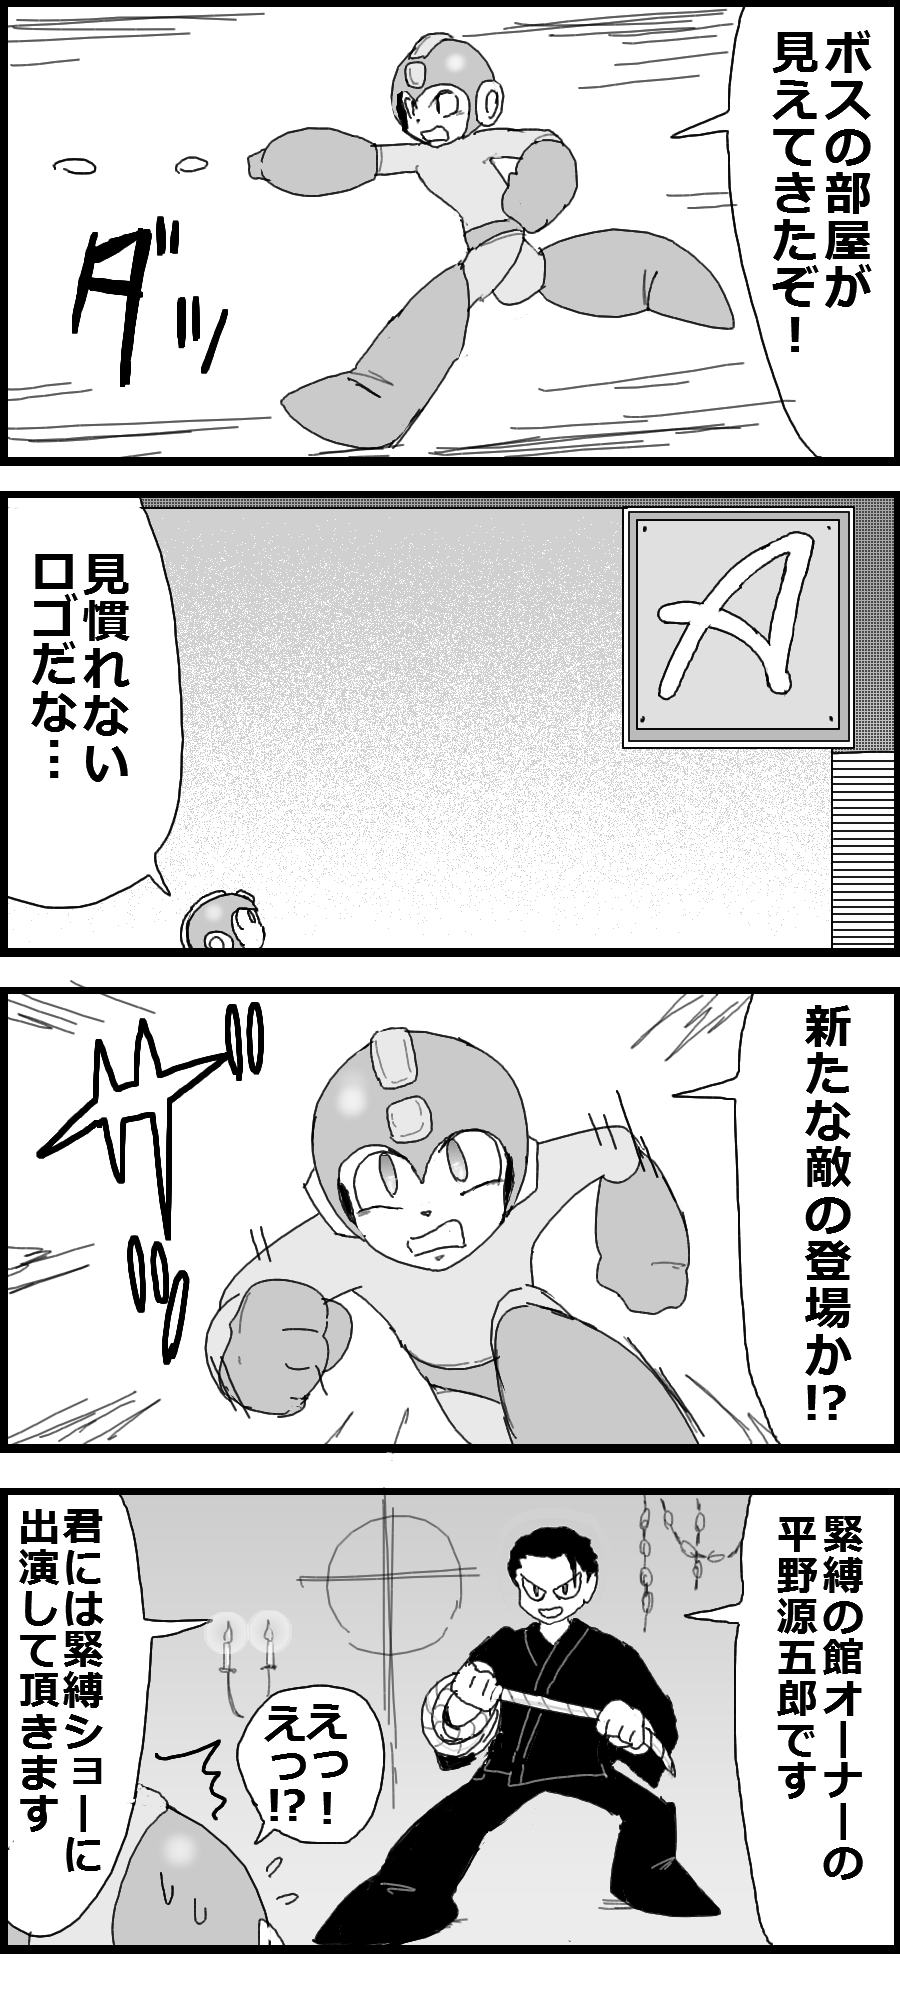 ボスの部屋が
見えてきたぞ！
ダッ
A
見慣れない
ロゴだな…
新たな敵の登場か!?
ザッ
緊縛の館オーナーの
平野源五郎です
えっ！
えっ!?
君には緊縛ショーに
出演して頂きます